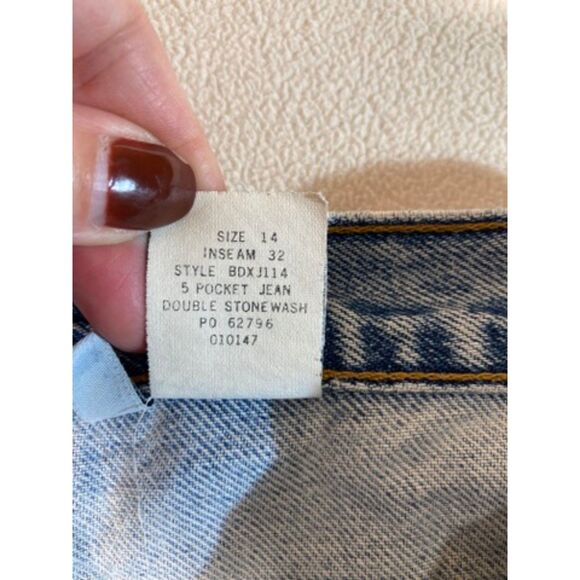 SIZE 14
INSEAM 32
STYLE BDXJ114
5 POCKET JEAN
DOUBLE STONEWASH
PO 62796
010147